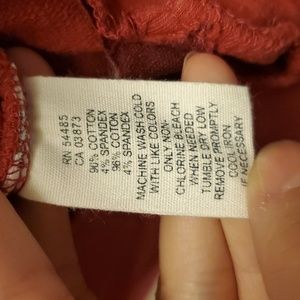 RN 54485
CA 03873
90% COTTON
4% SPANDEX
96% COTON
4% SPANDEX
MACHINE WASH COLD
WITH LIKE COLORS
ONLY NON-
CHLORINE BLEACH
WHEN NEEDED
TUMBLE DRY LOW
REMOVE PROMPTLY
COOL IRON
IF NECESSARY